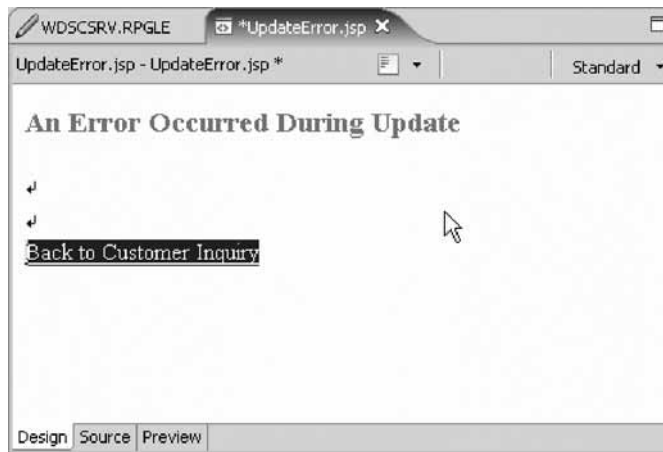 WDSCSRV.RPGLE *UpdateError.jsp
UpdateError.jsp - UpdateError.jsp * Standard
An Error Occurred During Update
Back to Customer Inquiry
Design Source Preview